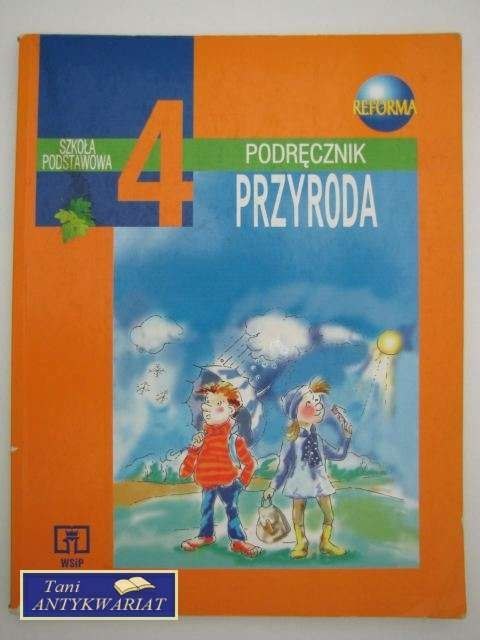 REFORMA
SZKOŁA
PODSTAWOWA
4
PODRĘCZNIK
PRZYRODA
WSiP
Tani
ANTYKWARIAT